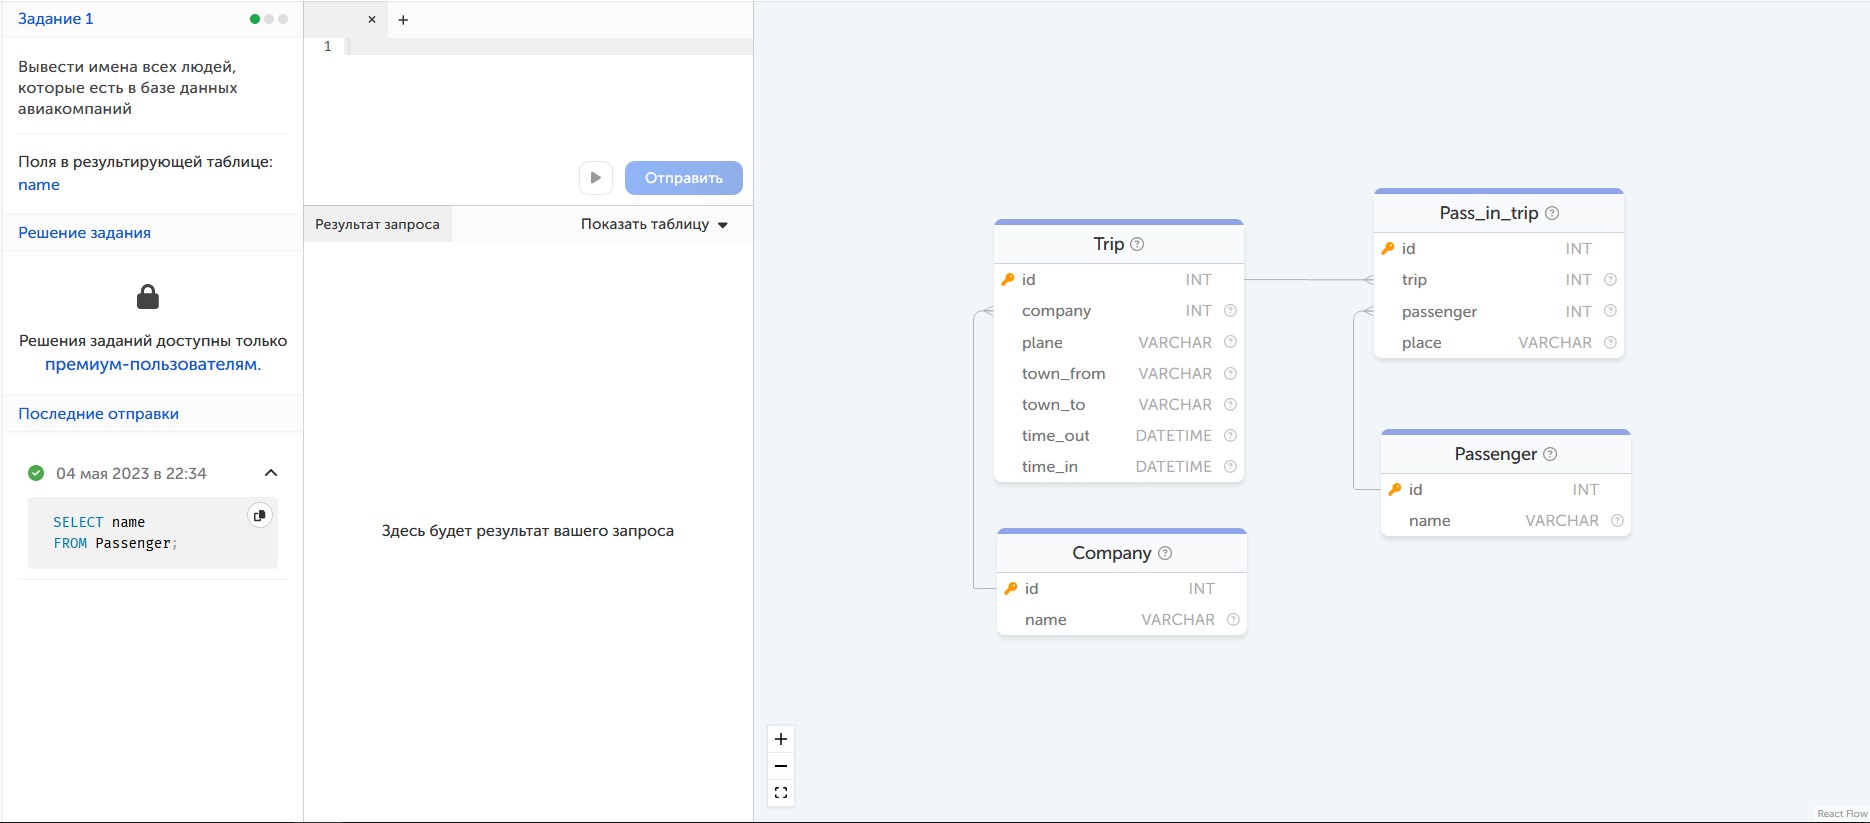 Задание 1
Вывести имена всех людей,
которые есть в базе данных
авиакомпаний
Поля в результирующей таблице:
name
Решение задания
Решения заданий доступны только
премиум-пользователям.
Последние отправки
04 мая 2023 в 22:34
SELECT name
FROM Passenger;
× +
1
Отправить
Результат запроса
Показать таблицу
Здесь будет результат вашего запроса
Trip ?
id INT
company INT ?
plane VARCHAR ?
town_from VARCHAR ?
town_to VARCHAR ?
time_out DATETIME ?
time_in DATETIME ?
Company ?
id INT
name VARCHAR ?
Pass_in_trip ?
id INT
trip INT ?
passenger INT ?
place VARCHAR ?
Passenger ?
id INT
name VARCHAR ?
React Flow